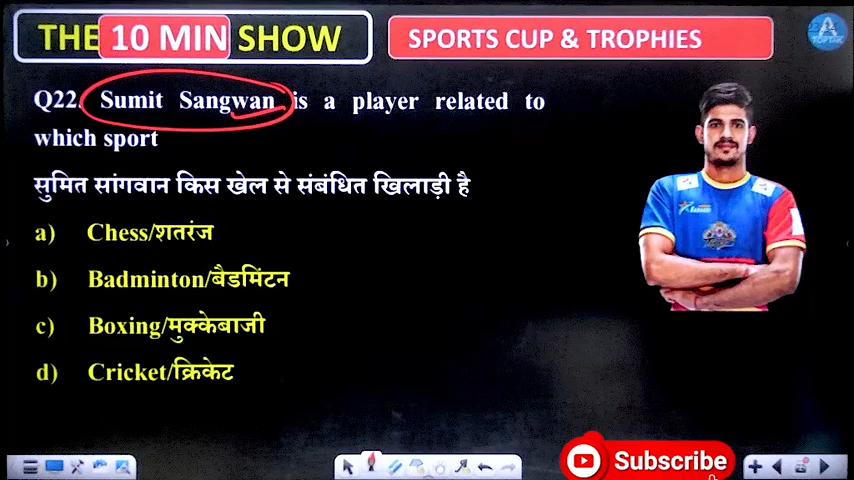 THE 10 MIN SHOW
SPORTS CUP & TROPHIES
Q22. Sumit Sangwan is a player related to
which sport
सुमित सांगवान किस खेल से संबंधित खिलाड़ी है
a) Chess/शतरंज
b) Badminton/बैडमिंटन
c) Boxing/मुक्केबाजी
d) Cricket/क्रिकेट
Subscribe